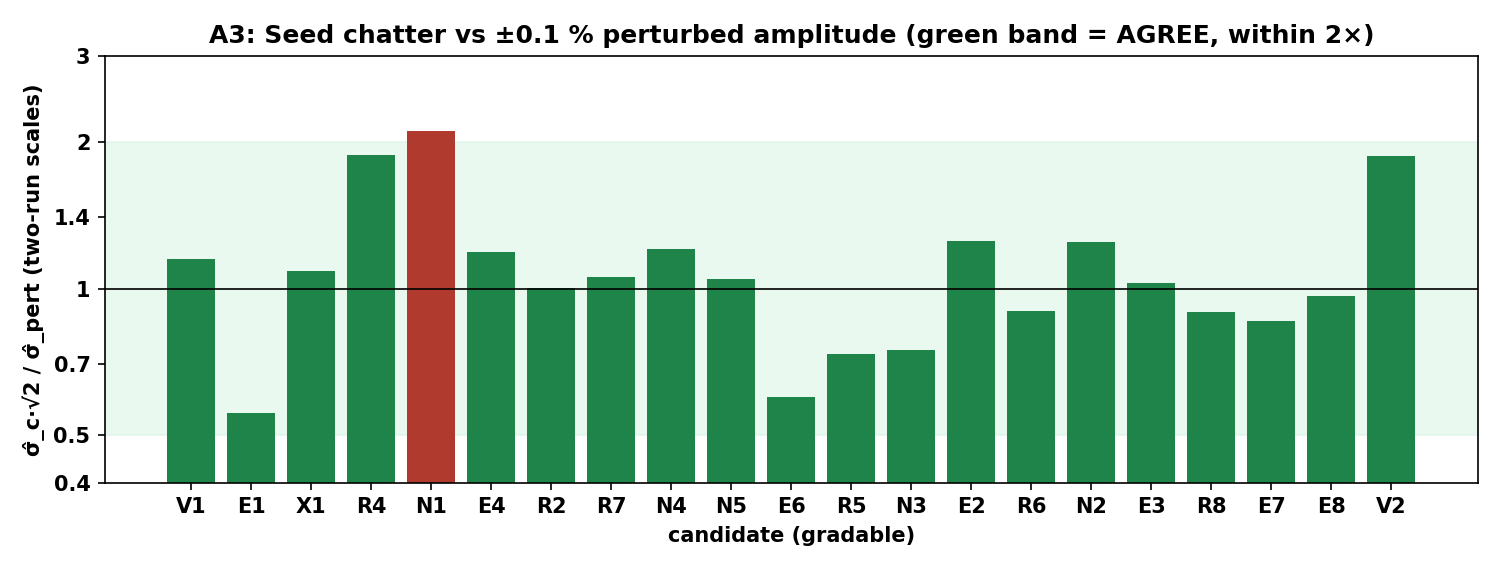 A3: Seed chatter vs ±0.1 % perturbed amplitude (green band = AGREE, within 2×)
σ̂_c·√2 / σ̂_pert (two-run scales)
3
2
1.4
1
0.7
0.5
0.4
V1 E1 X1 R4 N1 E4 R2 R7 N4 N5 E6 R5 N3 E2 R6 N2 E3 R8 E7 E8 V2
candidate (gradable)